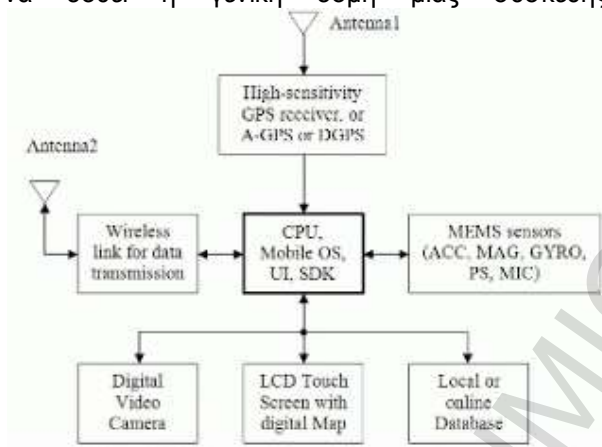 Antenna1
High-sensitivity
GPS receiver, or
A-GPS or DGPS
Antenna2
Wireless
link for data
transmission
CPU,
Mobile OS,
UI, SDK
MEMS sensors
(ACC, MAG, GYRO,
PS, MIC)
Digital
Video
Camera
LCD Touch
Screen with
digital Map
Local or
online
Database